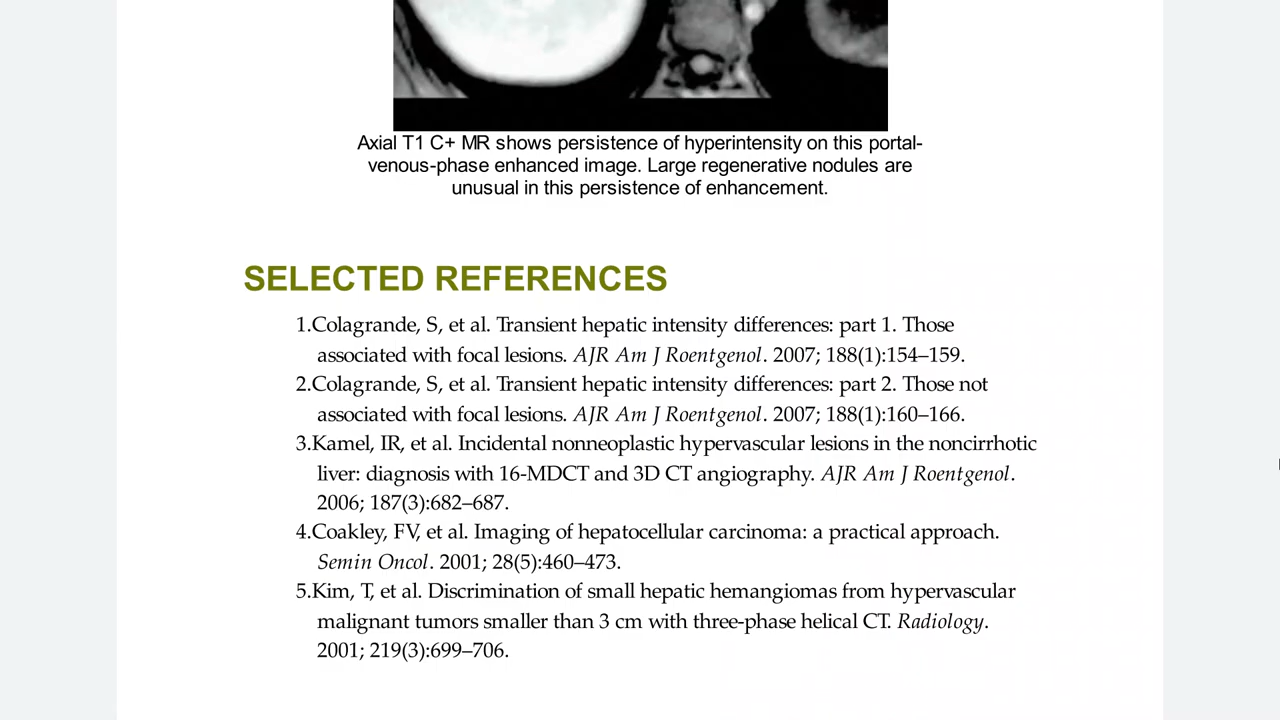 Axial T1 C+ MR shows persistence of hyperintensity on this portal-
venous-phase enhanced image. Large regenerative nodules are
unusual in this persistence of enhancement.
SELECTED REFERENCES
1.Colagrande, S, et al. Transient hepatic intensity differences: part 1. Those
associated with focal lesions. AJR Am J Roentgenol. 2007; 188(1):154–159.
2.Colagrande, S, et al. Transient hepatic intensity differences: part 2. Those not
associated with focal lesions. AJR Am J Roentgenol. 2007; 188(1):160–166.
3.Kamel, IR, et al. Incidental nonneoplastic hypervascular lesions in the noncirrhotic
liver: diagnosis with 16-MDCT and 3D CT angiography. AJR Am J Roentgenol.
2006; 187(3):682–687.
4.Coakley, FV, et al. Imaging of hepatocellular carcinoma: a practical approach.
Semin Oncol. 2001; 28(5):460–473.
5.Kim, T, et al. Discrimination of small hepatic hemangiomas from hypervascular
malignant tumors smaller than 3 cm with three-phase helical CT. Radiology.
2001; 219(3):699–706.